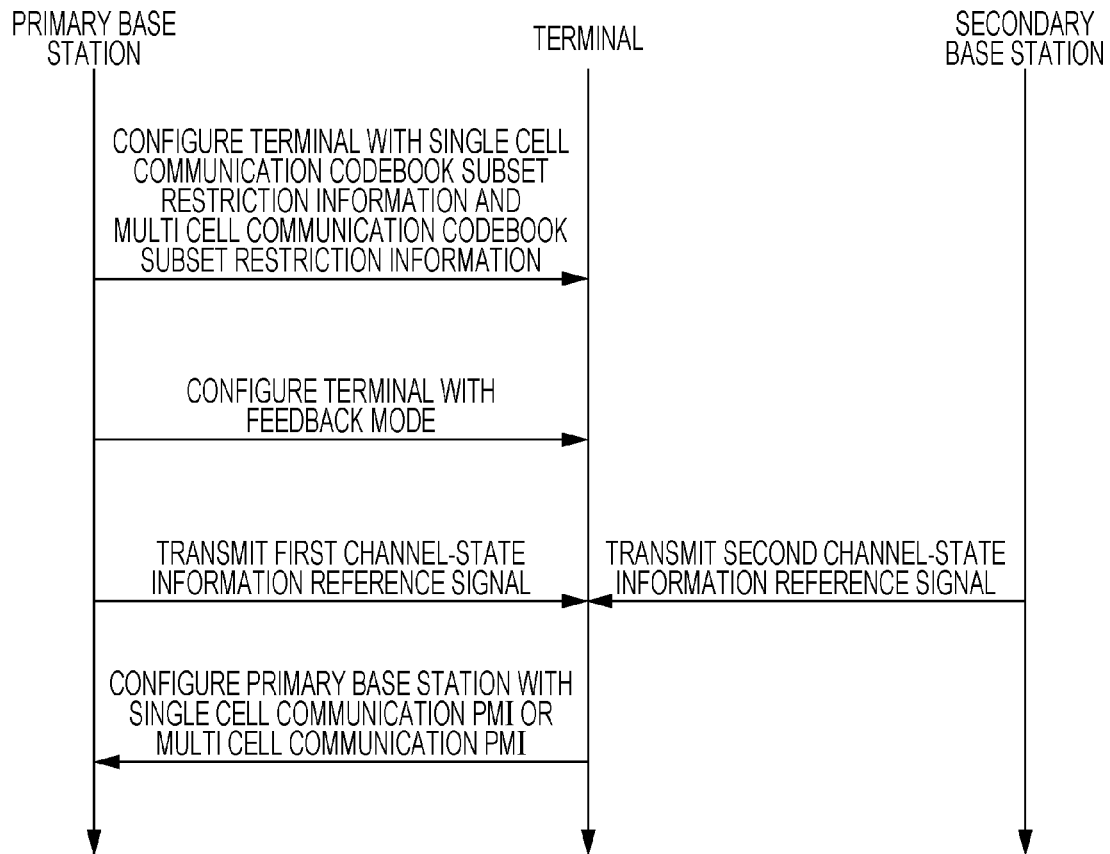 PRIMARY BASE
STATION
TERMINAL
SECONDARY
BASE STATION
CONFIGURE TERMINAL WITH SINGLE CELL
COMMUNICATION CODEBOOK SUBSET
RESTRICTION INFORMATION AND
MULTI CELL COMMUNICATION CODEBOOK
SUBSET RESTRICTION INFORMATION
CONFIGURE TERMINAL WITH
FEEDBACK MODE
TRANSMIT FIRST CHANNEL-STATE
INFORMATION REFERENCE SIGNAL
TRANSMIT SECOND CHANNEL-STATE
INFORMATION REFERENCE SIGNAL
CONFIGURE PRIMARY BASE STATION WITH
SINGLE CELL COMMUNICATION PMI OR
MULTI CELL COMMUNICATION PMI